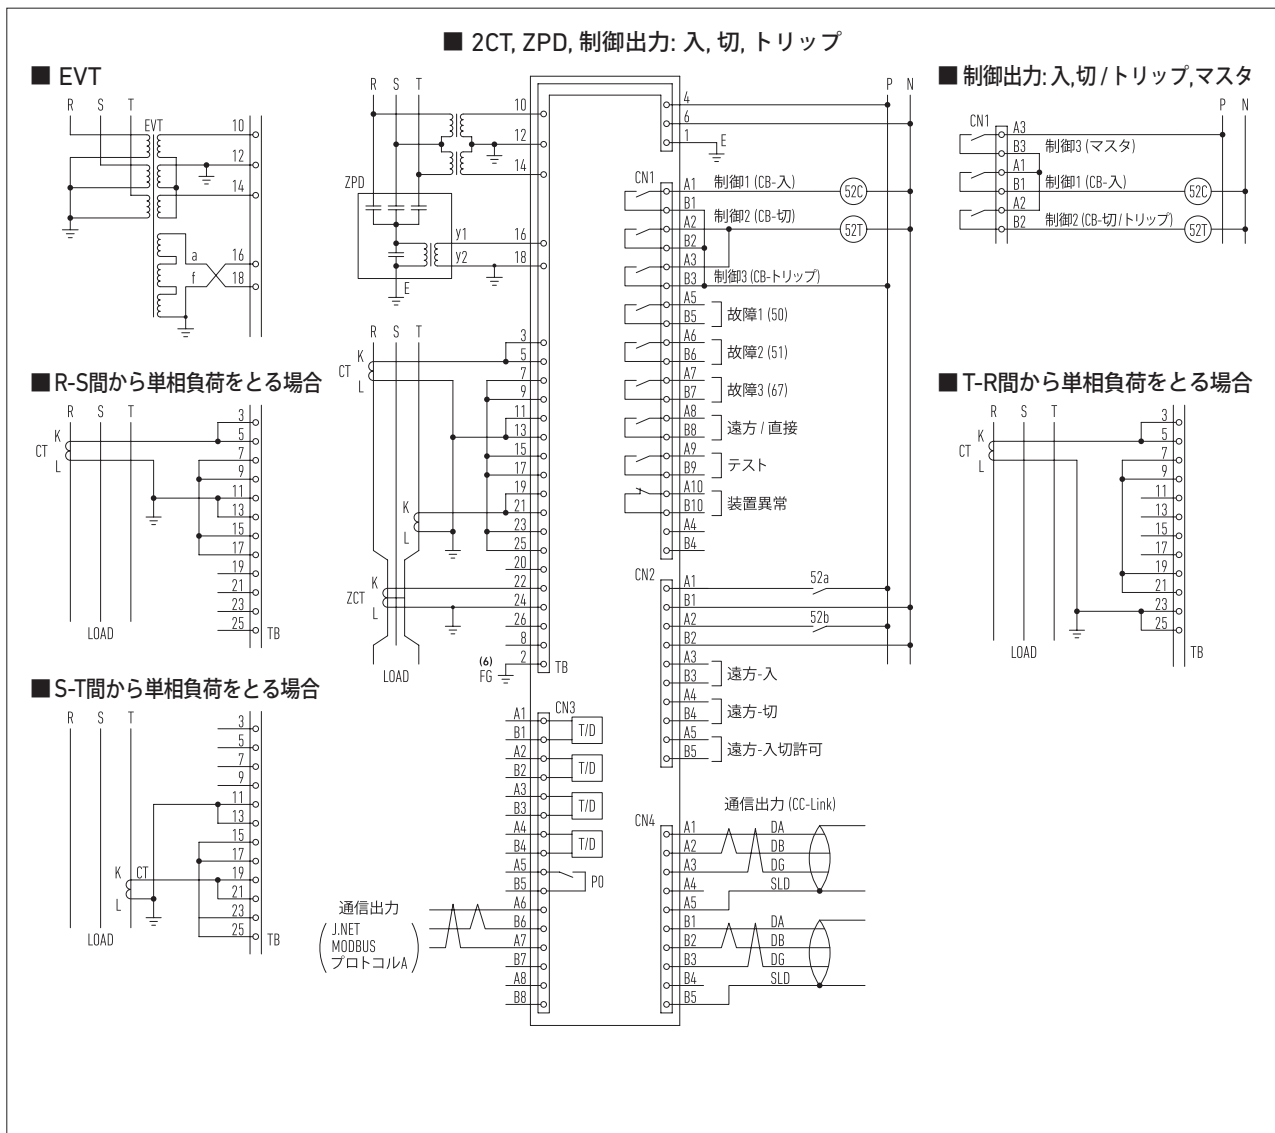 ■ 2CT, ZPD, 制御出力: 入, 切, トリップ
■ EVT
R S T
EVT
10
12
14
a
16
f
18
■ R-S間から単相負荷をとる場合
R S T
K
CT
L
3
5
7
9
11
13
15
17
19
21
23
25
TB
LOAD
■ S-T間から単相負荷をとる場合
R S T
3
5
7
9
11
13
15
17
K CT
19
L
21
23
25
TB
LOAD
R S T
10
12
14
ZPD
y1
16
y2
18
E
R S T
K
CT
L
3
5
7
9
11
13
15
17
19
K
21
L
23
25
20
K
22
ZCT
L
24
26
8
(6)
FG
2
TB
LOAD
CN3
A1
B1
T/D
A2
B2
T/D
A3
B3
T/D
A4
B4
T/D
A5
B5
PO
通信出力
J.NET
MODBUS
プロトコルA
A6
B6
A7
B7
A8
B8
P N
4
6
1
E
CN1
A1 制御1 (CB-入) 52C
B1
A2 制御2 (CB-切) 52T
B2
A3
B3 制御3 (CB-トリップ)
A5
B5
故障1 (50)
A6
B6
故障2 (51)
A7
B7
故障3 (67)
A8
B8
遠方 / 直接
A9
B9
テスト
A10
B10
装置異常
A4
B4
CN2
A1 52a
B1
A2 52b
B2
A3
B3
遠方-入
A4
B4
遠方-切
A5
B5
遠方-入切許可
通信出力 (CC-Link)
CN4
A1 DA
A2 DB
A3 DG
A4 SLD
A5
B1 DA
B2 DB
B3 DG
B4 SLD
B5
■ 制御出力: 入,切 / トリップ,マスタ
P N
CN1
A3
B3 制御3 (マスタ)
A1
B1 制御1 (CB-入) 52C
A2
B2 制御2 (CB-切/トリップ) 52T
■ T-R間から単相負荷をとる場合
R S T
K
CT
L
3
5
7
9
11
13
15
17
19
21
23
25
TB
LOAD